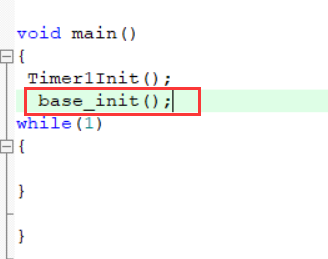 void main()
{
Timer1Init();
base_init();
while(1)
{
}
}